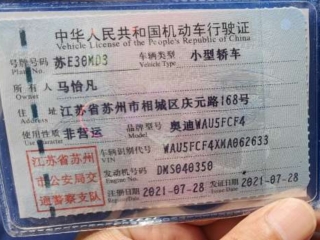 中华人民共和国机动车行驶证
Vehicle License of the People's Republic of China
号牌号码 苏E30MD3 车辆类型 小型轿车
Plate No. Vehicle Type
所有人 马怡凡
Owner
住址 江苏省苏州市相城区庆元路168号
Address
使用性质 非营运 品牌型号 奥迪WAU5FCF4
Use Character Model
江苏省苏州 车辆识别代号 WAU5FCF4XMA062633
VIN
市公安局交 发动机号码 DMS040350
Engine No.
通警察支队 注册日期 2021-07-28 发证日期 2021-07-28
Register Date Issue Date